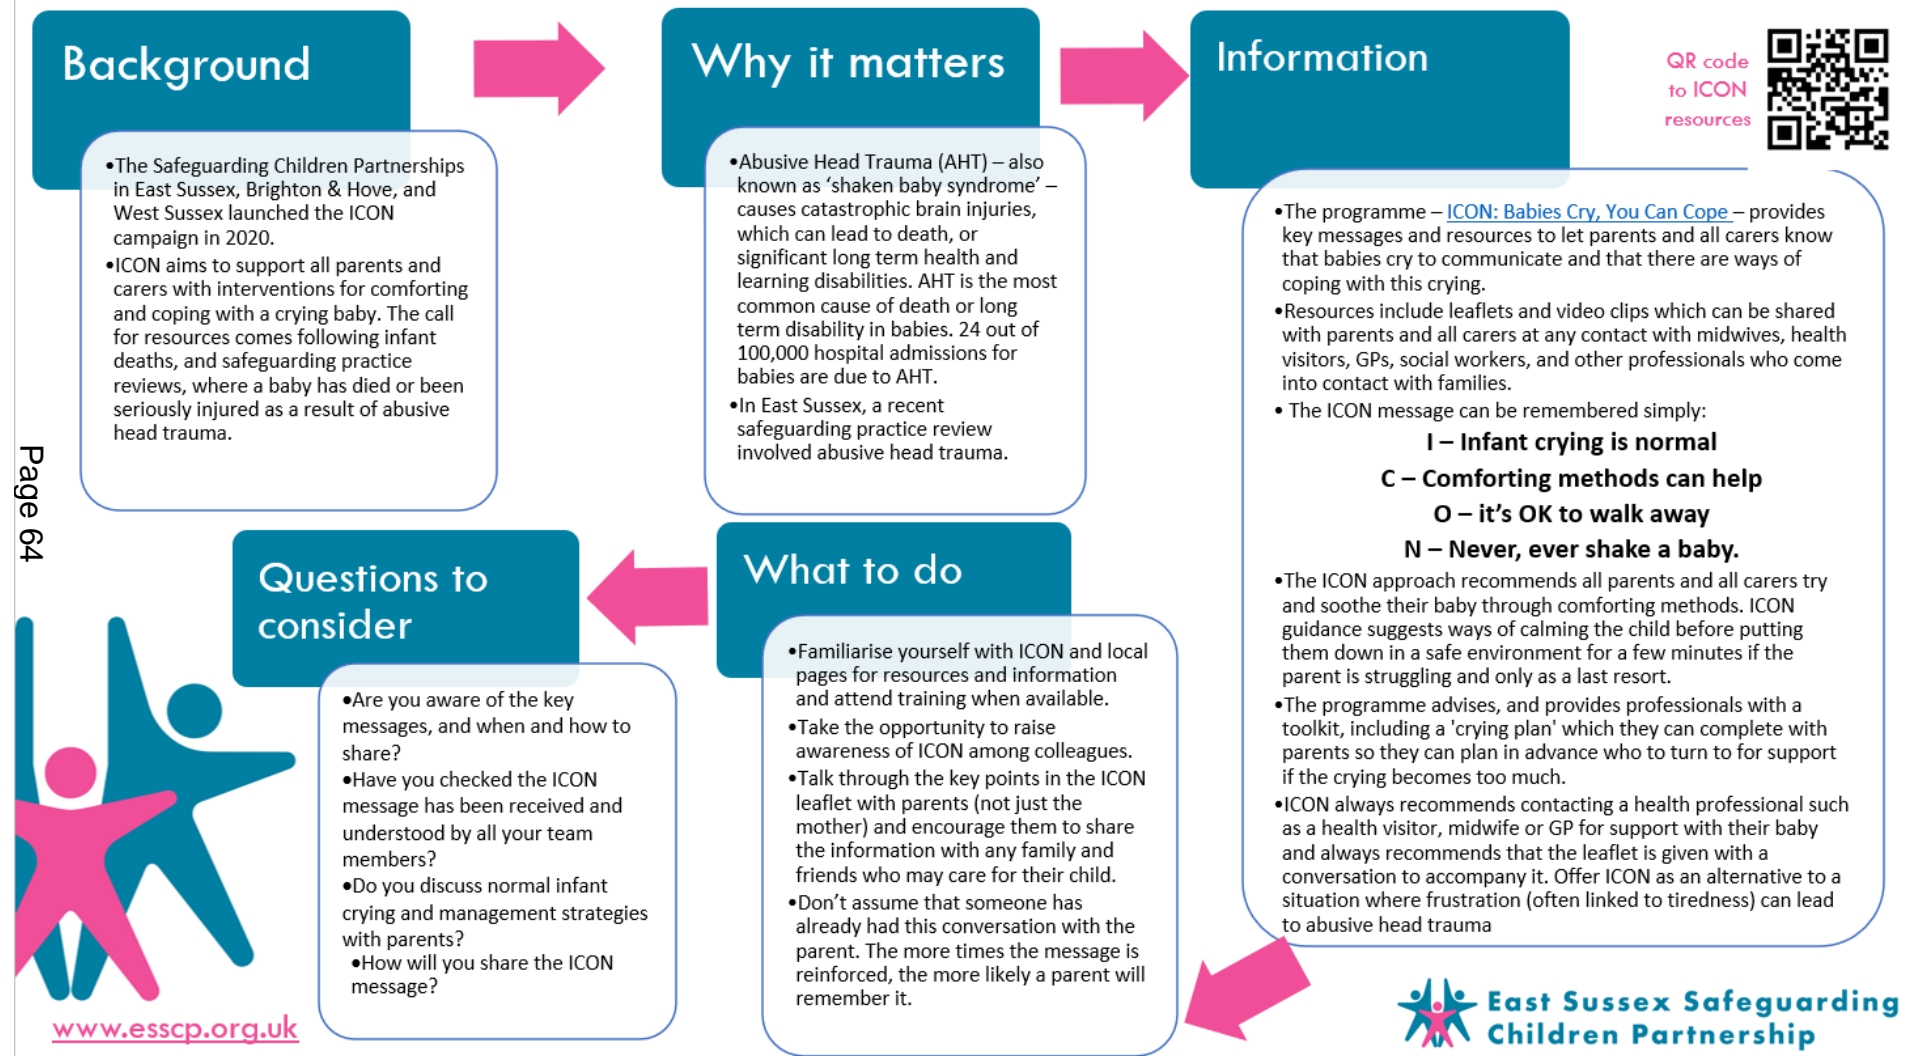 Background
•The Safeguarding Children Partnerships
in East Sussex, Brighton & Hove, and
West Sussex launched the ICON
campaign in 2020.
•ICON aims to support all parents and
carers with interventions for comforting
and coping with a crying baby. The call
for resources comes following infant
deaths, and safeguarding practice
reviews, where a baby has died or been
seriously injured as a result of abusive
head trauma.
Why it matters
•Abusive Head Trauma (AHT) – also
known as ‘shaken baby syndrome’ –
causes catastrophic brain injuries,
which can lead to death, or
significant long term health and
learning disabilities. AHT is the most
common cause of death or long
term disability in babies. 24 out of
100,000 hospital admissions for
babies are due to AHT.
•In East Sussex, a recent
safeguarding practice review
involved abusive head trauma.
Information
QR code
to ICON
resources
•The programme – ICON: Babies Cry, You Can Cope – provides
key messages and resources to let parents and all carers know
that babies cry to communicate and that there are ways of
coping with this crying.
•Resources include leaflets and video clips which can be shared
with parents and all carers at any contact with midwives, health
visitors, GPs, social workers, and other professionals who come
into contact with families.
• The ICON message can be remembered simply:
I – Infant crying is normal
C – Comforting methods can help
O – it’s OK to walk away
N – Never, ever shake a baby.
•The ICON approach recommends all parents and all carers try
and soothe their baby through comforting methods. ICON
guidance suggests ways of calming the child before putting
them down in a safe environment for a few minutes if the
parent is struggling and only as a last resort.
•The programme advises, and provides professionals with a
toolkit, including a 'crying plan' which they can complete with
parents so they can plan in advance who to turn to for support
if the crying becomes too much.
•ICON always recommends contacting a health professional such
as a health visitor, midwife or GP for support with their baby
and always recommends that the leaflet is given with a
conversation to accompany it. Offer ICON as an alternative to a
situation where frustration (often linked to tiredness) can lead
to abusive head trauma
What to do
•Familiarise yourself with ICON and local
pages for resources and information
and attend training when available.
•Take the opportunity to raise
awareness of ICON among colleagues.
•Talk through the key points in the ICON
leaflet with parents (not just the
mother) and encourage them to share
the information with any family and
friends who may care for their child.
•Don’t assume that someone has
already had this conversation with the
parent. The more times the message is
reinforced, the more likely a parent will
remember it.
Questions to
consider
•Are you aware of the key
messages, and when and how to
share?
•Have you checked the ICON
message has been received and
understood by all your team
members?
•Do you discuss normal infant
crying and management strategies
with parents?
•How will you share the ICON
message?
Page 64
www.esscp.org.uk
East Sussex Safeguarding
Children Partnership